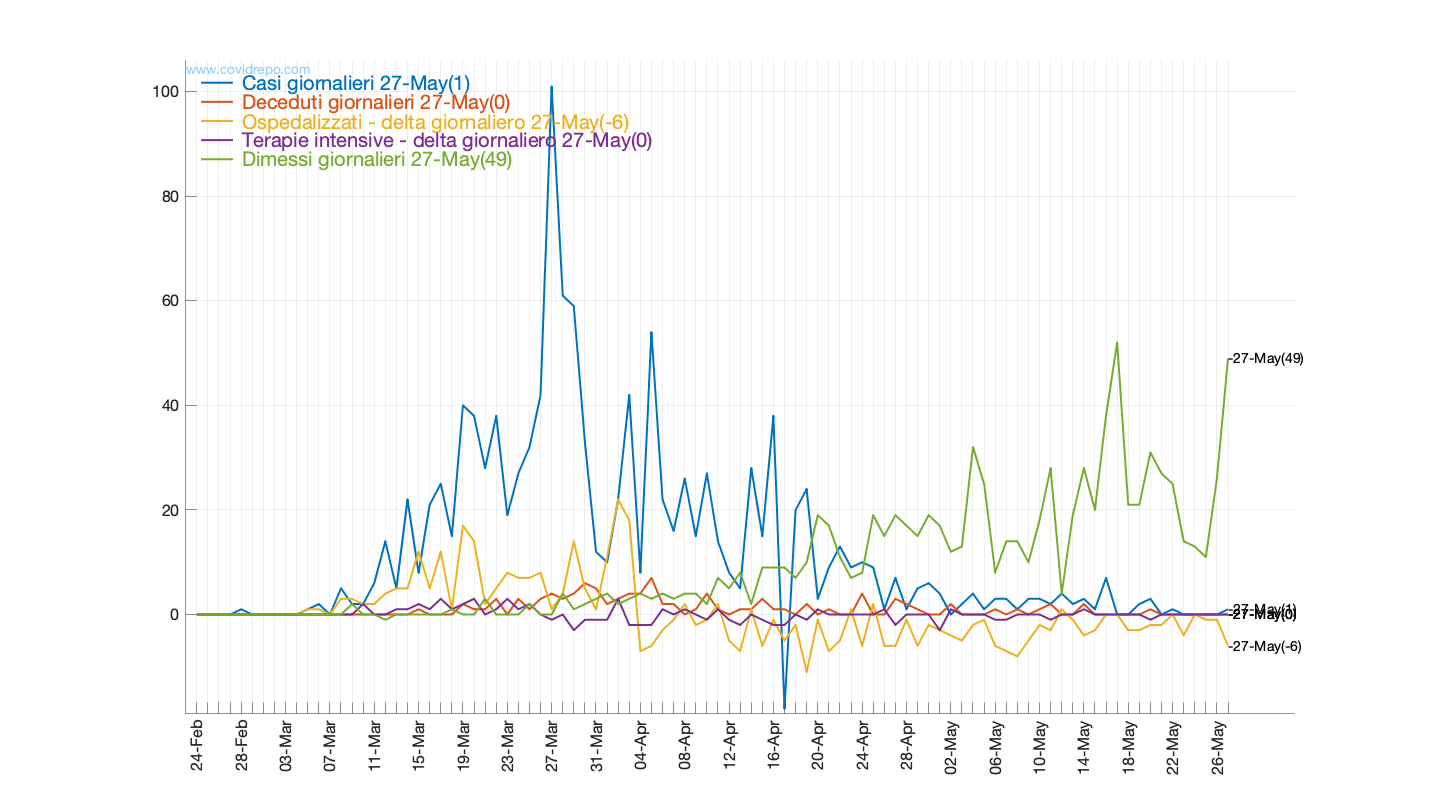 www.covidrepo.com
Casi giornalieri 27-May(1)
Deceduti giornalieri 27-May(0)
Ospedalizzati - delta giornaliero 27-May(-6)
Terapie intensive - delta giornaliero 27-May(0)
Dimessi giornalieri 27-May(49)
100
80
60
40
20
0
27-May(49)
27-May(1)
27-May(0)
27-May(-6)
24-Feb
28-Feb
03-Mar
07-Mar
11-Mar
15-Mar
19-Mar
23-Mar
27-Mar
31-Mar
04-Apr
08-Apr
12-Apr
16-Apr
20-Apr
24-Apr
28-Apr
02-May
06-May
10-May
14-May
18-May
22-May
26-May